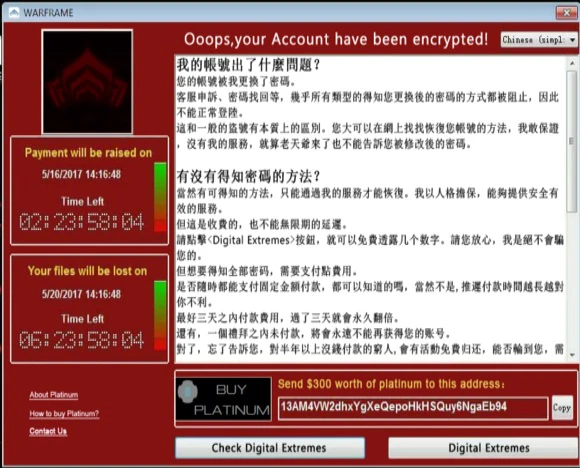 WARFRAME
Ooops,your Account have been encrypted!
Chinese (simpl
Payment will be raised on
5/16/2017 14:16:48
Time Left
02:23:58:04
Your files will be lost on
5/20/2017 14:16:48
Time Left
06:23:58:04
About Platinum
How to buy Platinum?
Contact Us
我的帳號出了什麼問題？
您的帳號被我更換了密碼。
客服申訴、密碼找回等，幾乎所有類型的得知您更換後的密碼的方式都被阻止，因此
不能正常登陸。
這和一般的盜號有本質上的區別。您大可以在網上找找恢復您帳號的方法，我敢保證
，沒有我的服務，就算老天爺來了也不能告訴您被修改後的密碼。
有沒有得知密碼的方法？
當然有可得知的方法，只能通過我的服務才能恢復。我以人格擔保，能夠提供安全有
效的服務。
但這是收費的，也不能無限期的延遲。
請點擊<Digital Extremes>按鈕，就可以免費透露几个数字。請您放心，我是絕不會騙
您的。
但想要得知全部密码，需要支付點費用。
是否隨時都能支付固定金額付款，都可以知道的嗎，當然不是,推遲付款時間越長越對
你不利。
最好三天之内付款費用，過了三天就會永久翻倍。
還有，一個禮拜之内未付款，將會永遠不能再获得您的账号。
對了，忘了告訴您，對半年以上沒錢付款的窮人,會有活動免費归还，能否輪到您，需
BUY
PLATINUM
Send $300 worth of platinum to this address:
13AM4VW2dhxYgXeQepoHkHSQuy6NgaEb94
Copy
Check Digital Extremes
Digital Extremes